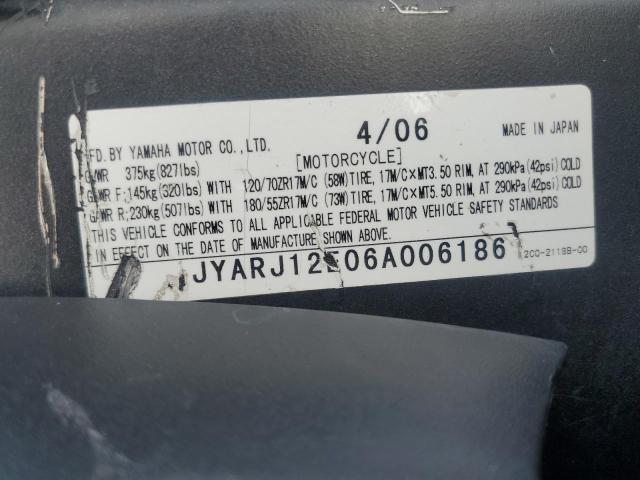 4/06 MADE IN JAPAN
FD. BY YAMAHA MOTOR CO., LTD.
GVWR 375kg(827lbs) [MOTORCYCLE]
GAWR F;145kg(320lbs) WITH 120/70ZR17M/C (58W)TIRE, 17M/C×MT3.50 RIM, AT 290kPa(42psi)COLD
GAWR R;230kg(507lbs) WITH 180/55ZR17M/C (73W)TIRE, 17M/C×MT5.50 RIM, AT 290kPa(42psi)COLD
THIS VEHICLE CONFORMS TO ALL APPLICABLE FEDERAL MOTOR VEHICLE SAFETY STANDARDS
IN EFFECT ON THE DATE OF MANUFACTURE SHOWN ABOVE.
JYARJ12E06A006186 2C0-2118B-00